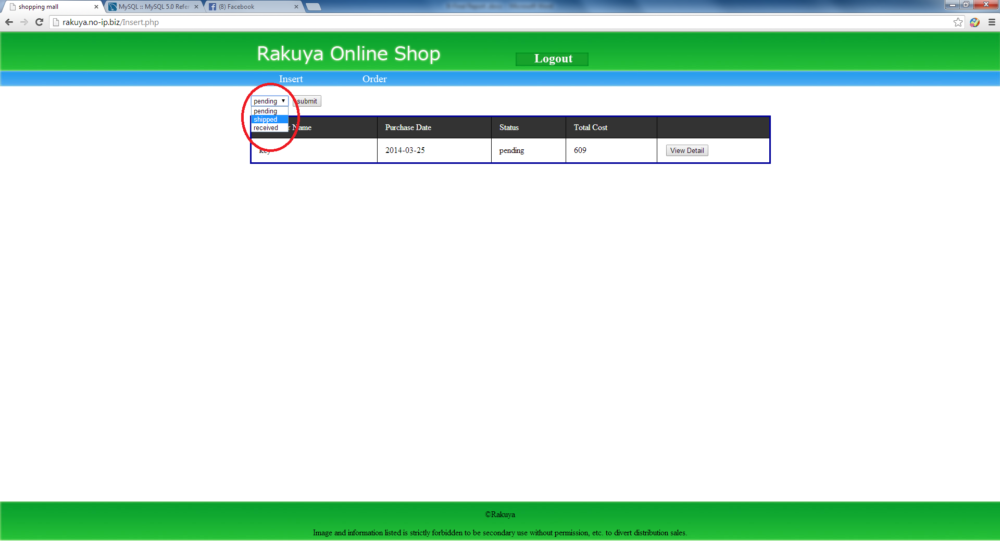 shopping mall
MySQL :: MySQL 5.0 Refer
(8) Facebook
rakuya.no-ip.biz/Insert.php
Rakuya Online Shop
Logout
Insert Order
pending submit
pending
shipped
received
Name Purchase Date Status Total Cost
key 2014-03-25 pending 609 View Detail
©Rakuya
Image and information listed is strictly forbidden to be secondary use without permission, etc. to divert distribution sales.